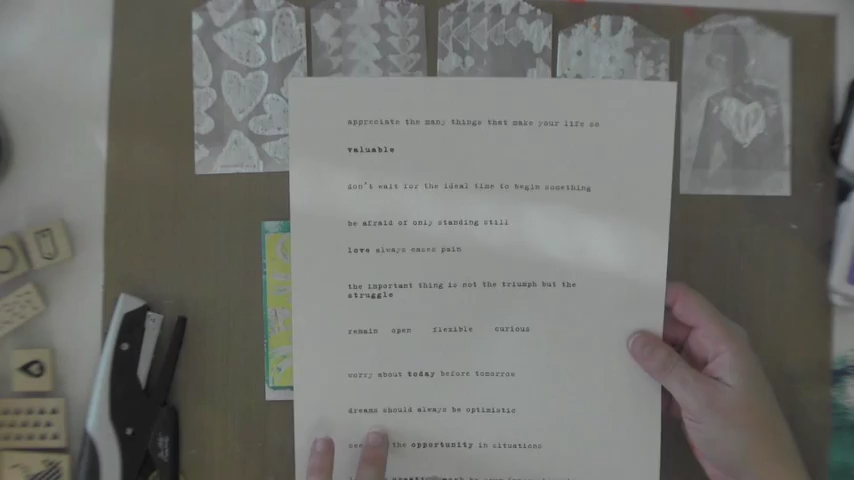 appreciate the many things that make your life so
valuable
don't wait for the ideal time to begin something
be afraid of only standing still
love always eases pain
the important thing is not the triumph but the
struggle
remain open flexible curious
worry about today before tomorrow
dreams should always be optimistic
the opportunity in situations